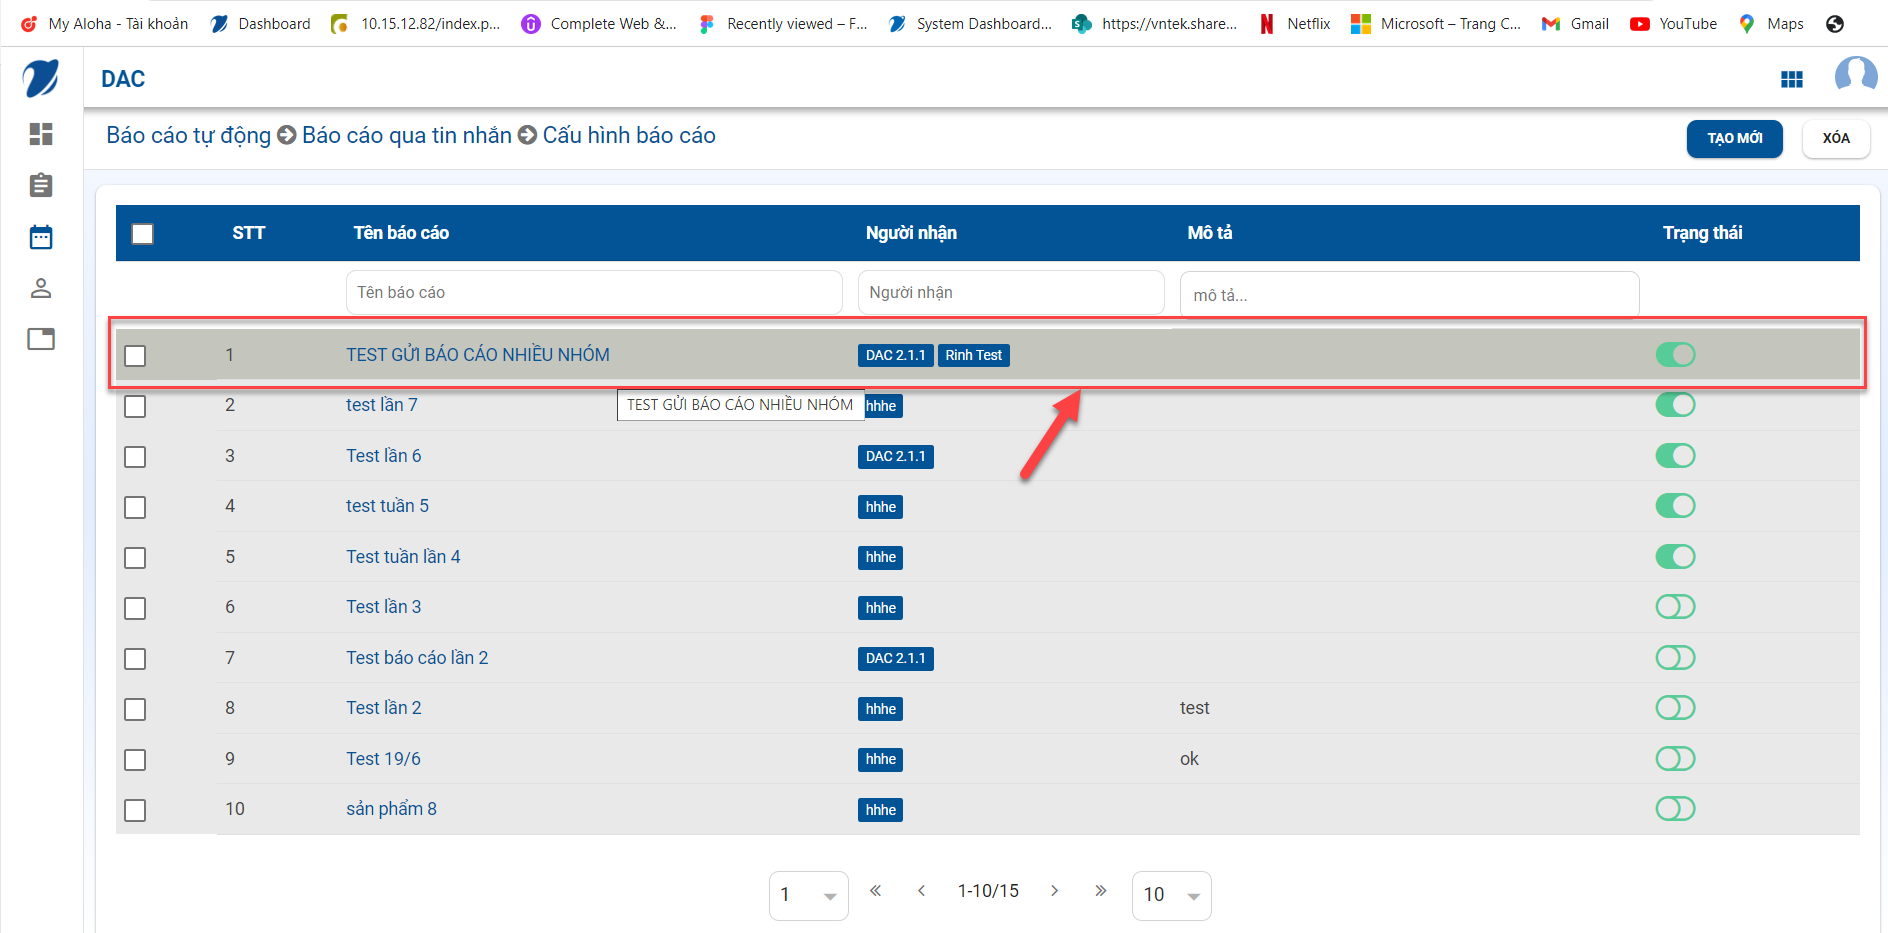 My Aloha - Tài khoản Dashboard 10.15.12.82/index.p... Complete Web &... Recently viewed – F... System Dashboard... https://vntek.share... Netflix Microsoft – Trang C... Gmail YouTube Maps
DAC
Báo cáo tự động Báo cáo qua tin nhắn Cấu hình báo cáo
TẠO MỚI XÓA
STT Tên báo cáo Người nhận Mô tả Trạng thái
Tên báo cáo Người nhận mô tả...
1 TEST GỬI BÁO CÁO NHIỀU NHÓM DAC 2.1.1 Rinh Test
2 test lần 7 TEST GỬI BÁO CÁO NHIỀU NHÓM hhhe
3 Test lần 6 DAC 2.1.1
4 test tuần 5 hhhe
5 Test tuần lần 4 hhhe
6 Test lần 3 hhhe
7 Test báo cáo lần 2 DAC 2.1.1
8 Test lần 2 hhhe test
9 Test 19/6 hhhe ok
10 sản phẩm 8 hhhe
1 « ‹ 1-10/15 › » 10